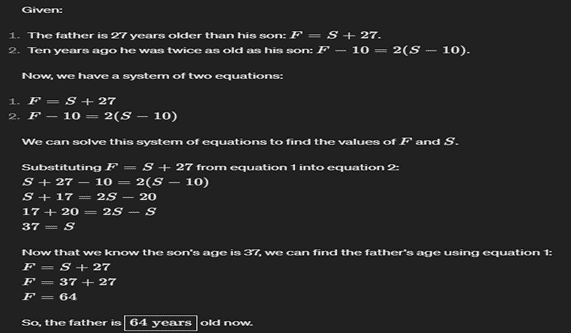 Given:
1. The father is 27 years older than his son: F = S + 27.
2. Ten years ago he was twice as old as his son: F − 10 = 2(S − 10).
Now, we have a system of two equations:
1. F = S + 27
2. F − 10 = 2(S − 10)
We can solve this system of equations to find the values of F and S.
Substituting F = S + 27 from equation 1 into equation 2:
S + 27 − 10 = 2(S − 10)
S + 17 = 2S − 20
17 + 20 = 2S − S
37 = S
Now that we know the son's age is 37, we can find the father's age using equation 1:
F = S + 27
F = 37 + 27
F = 64
So, the father is 64 years old now.